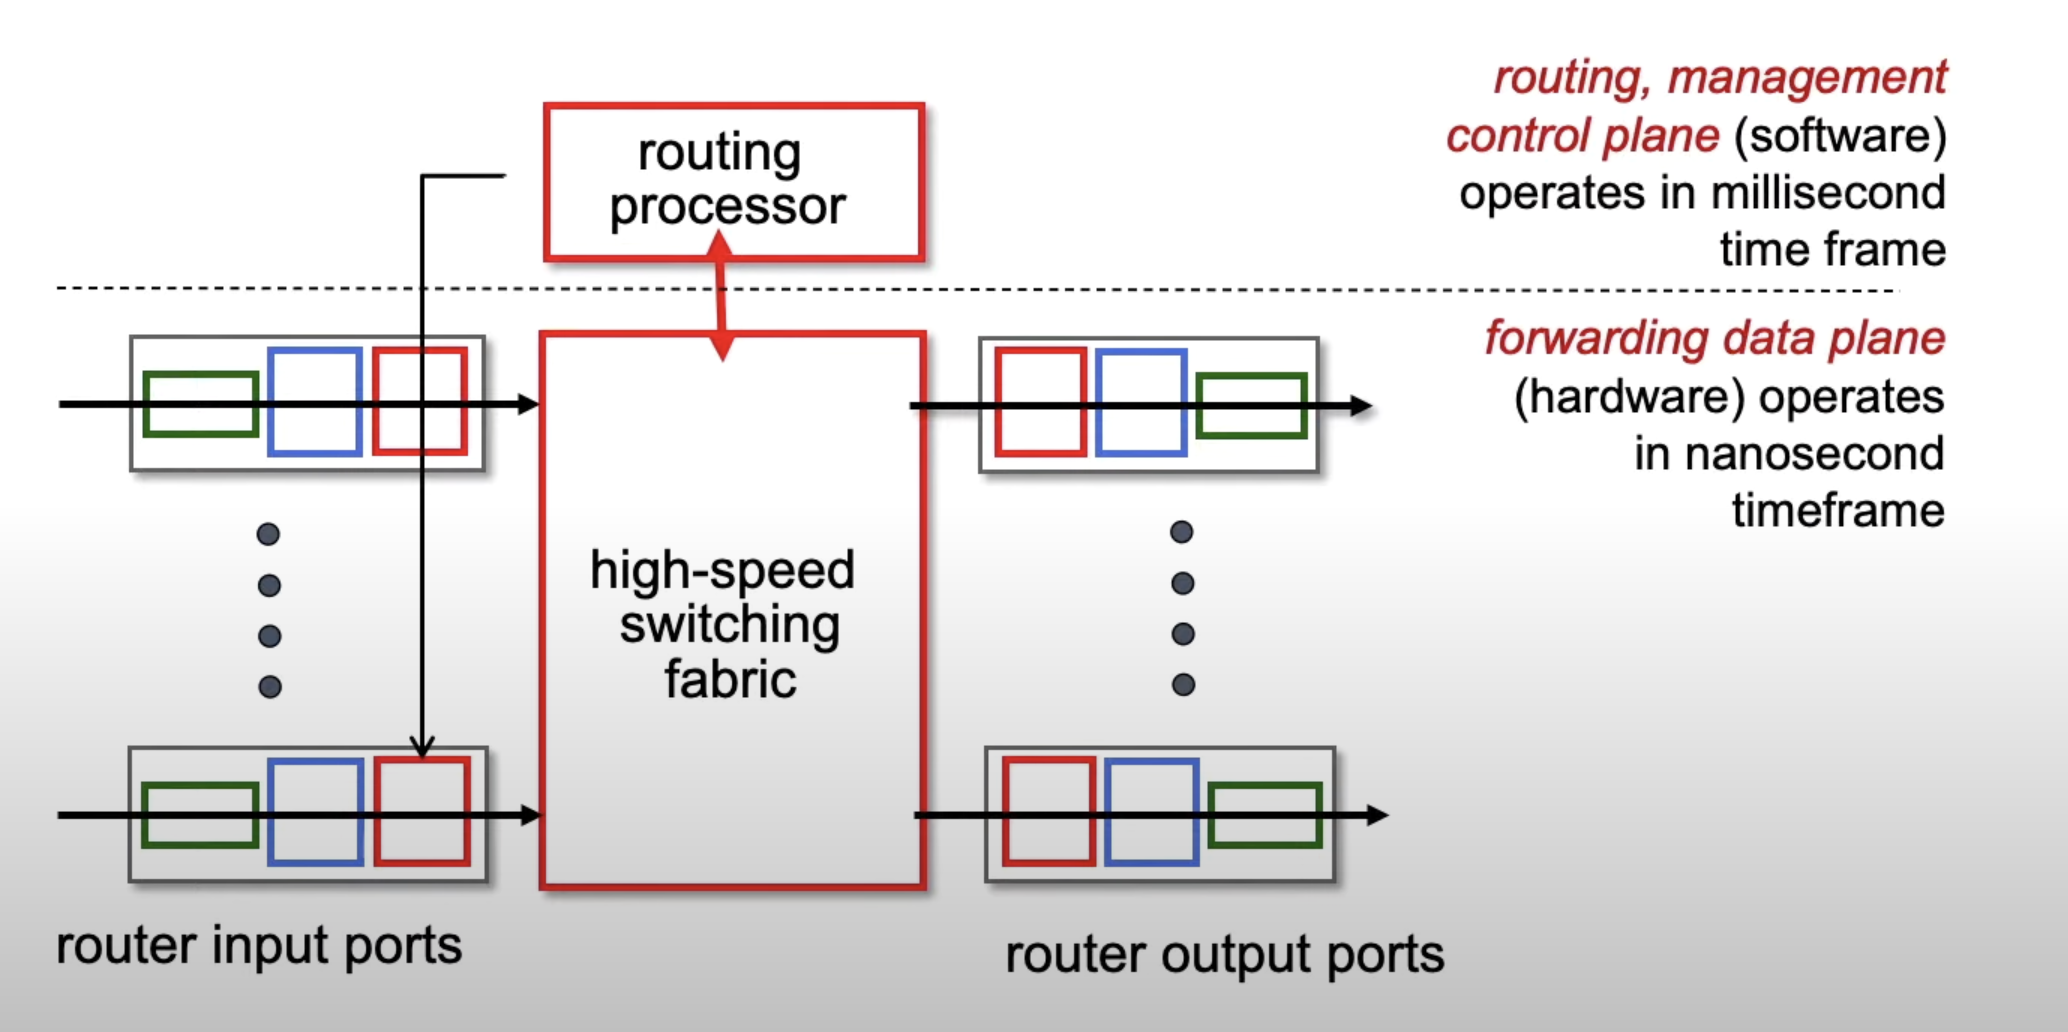 routing, management
control plane (software)
operates in millisecond
time frame
routing
processor
forwarding data plane
(hardware) operates
in nanosecond
timeframe
high-speed
switching
fabric
router input ports
router output ports